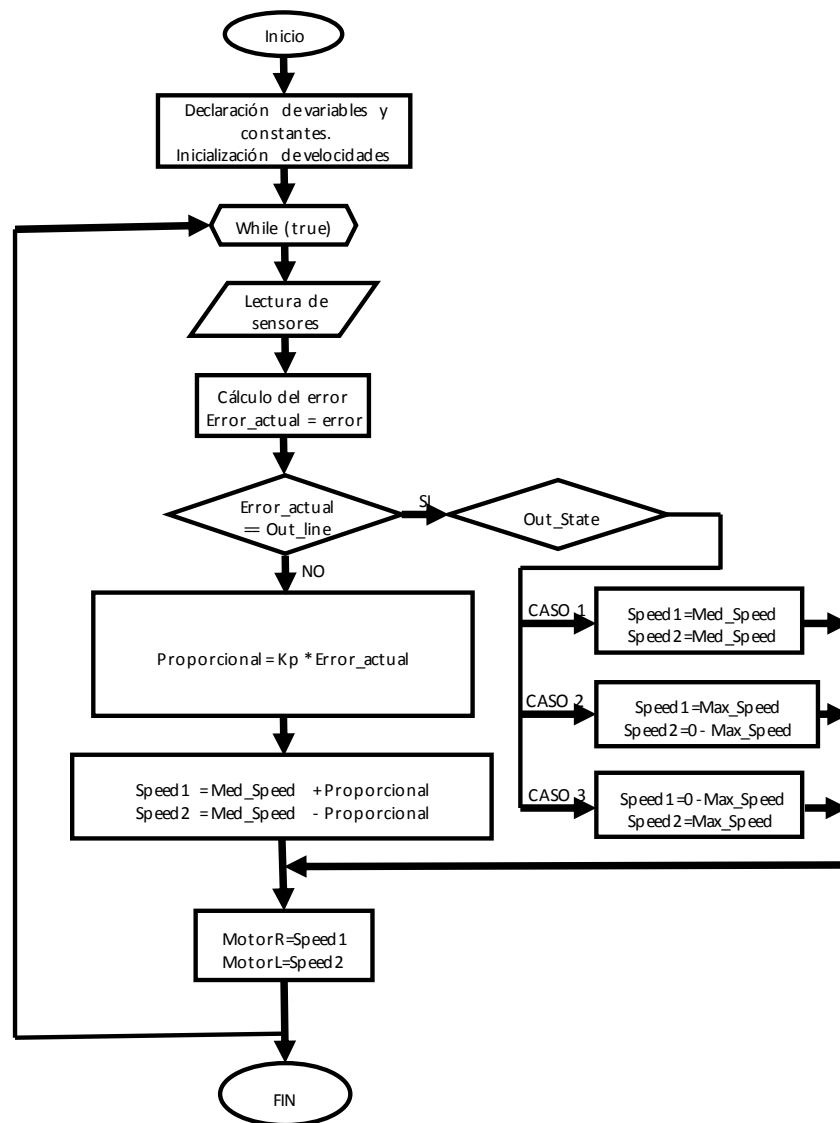 Inicio
Declaración de variables y
constantes.
Inicialización de velocidades
While (true)
Lectura de
sensores
Cálculo del error
Error_actual = error
Error_actual
== Out_line
SI
Out_State
NO
CASO 1
Speed1=Med_Speed
Speed2=Med_Speed
Proporcional = Kp * Error_actual
CASO 2
Speed1=Max_Speed
Speed2=0 - Max_Speed
Speed1 = Med_Speed + Proporcional
Speed2 = Med_Speed - Proporcional
CASO 3
Speed1=0 - Max_Speed
Speed2=Max_Speed
MotorR=Speed1
MotorL=Speed2
FIN